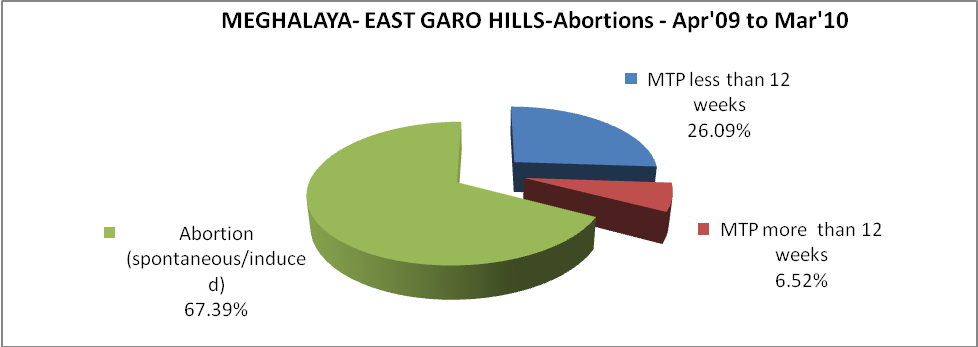 MEGHALAYA- EAST GARO HILLS-Abortions - Apr'09 to Mar'10
MTP less than 12
weeks
26.09%
MTP more  than 12
weeks
6.52%
Abortion
(spontaneous/induce
d)
67.39%